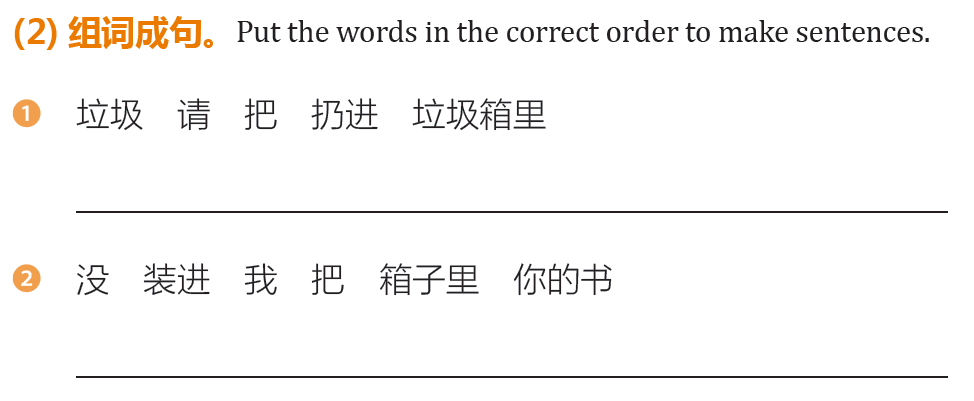 (2) 组词成句。Put the words in the correct order to make sentences.
1 垃圾 请 把 扔进 垃圾箱里
2 没 装进 我 把 箱子里 你的书